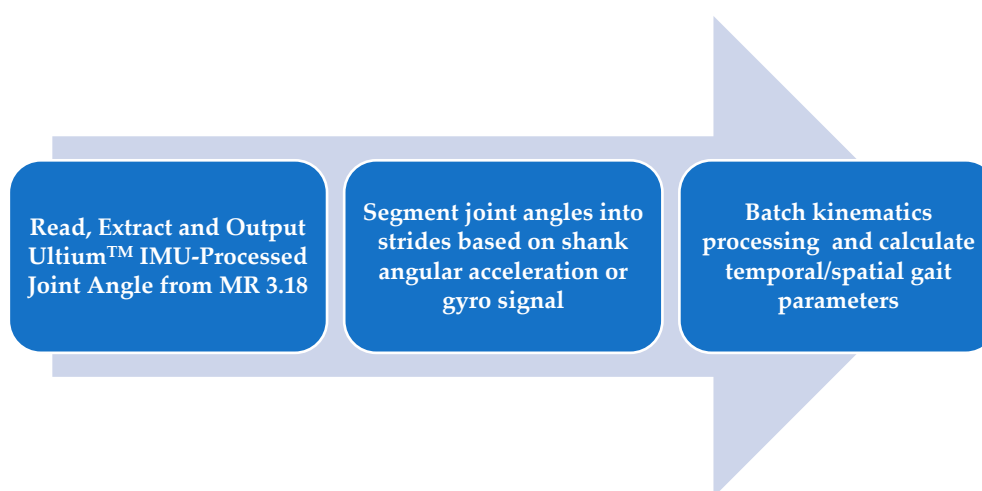 Read, Extract and Output
Ultium™ IMU-Processed
Joint Angle from MR 3.18
Segment joint angles into
strides based on shank
angular acceleration or
gyro signal
Batch kinematics
processing and calculate
temporal/spatial gait
parameters